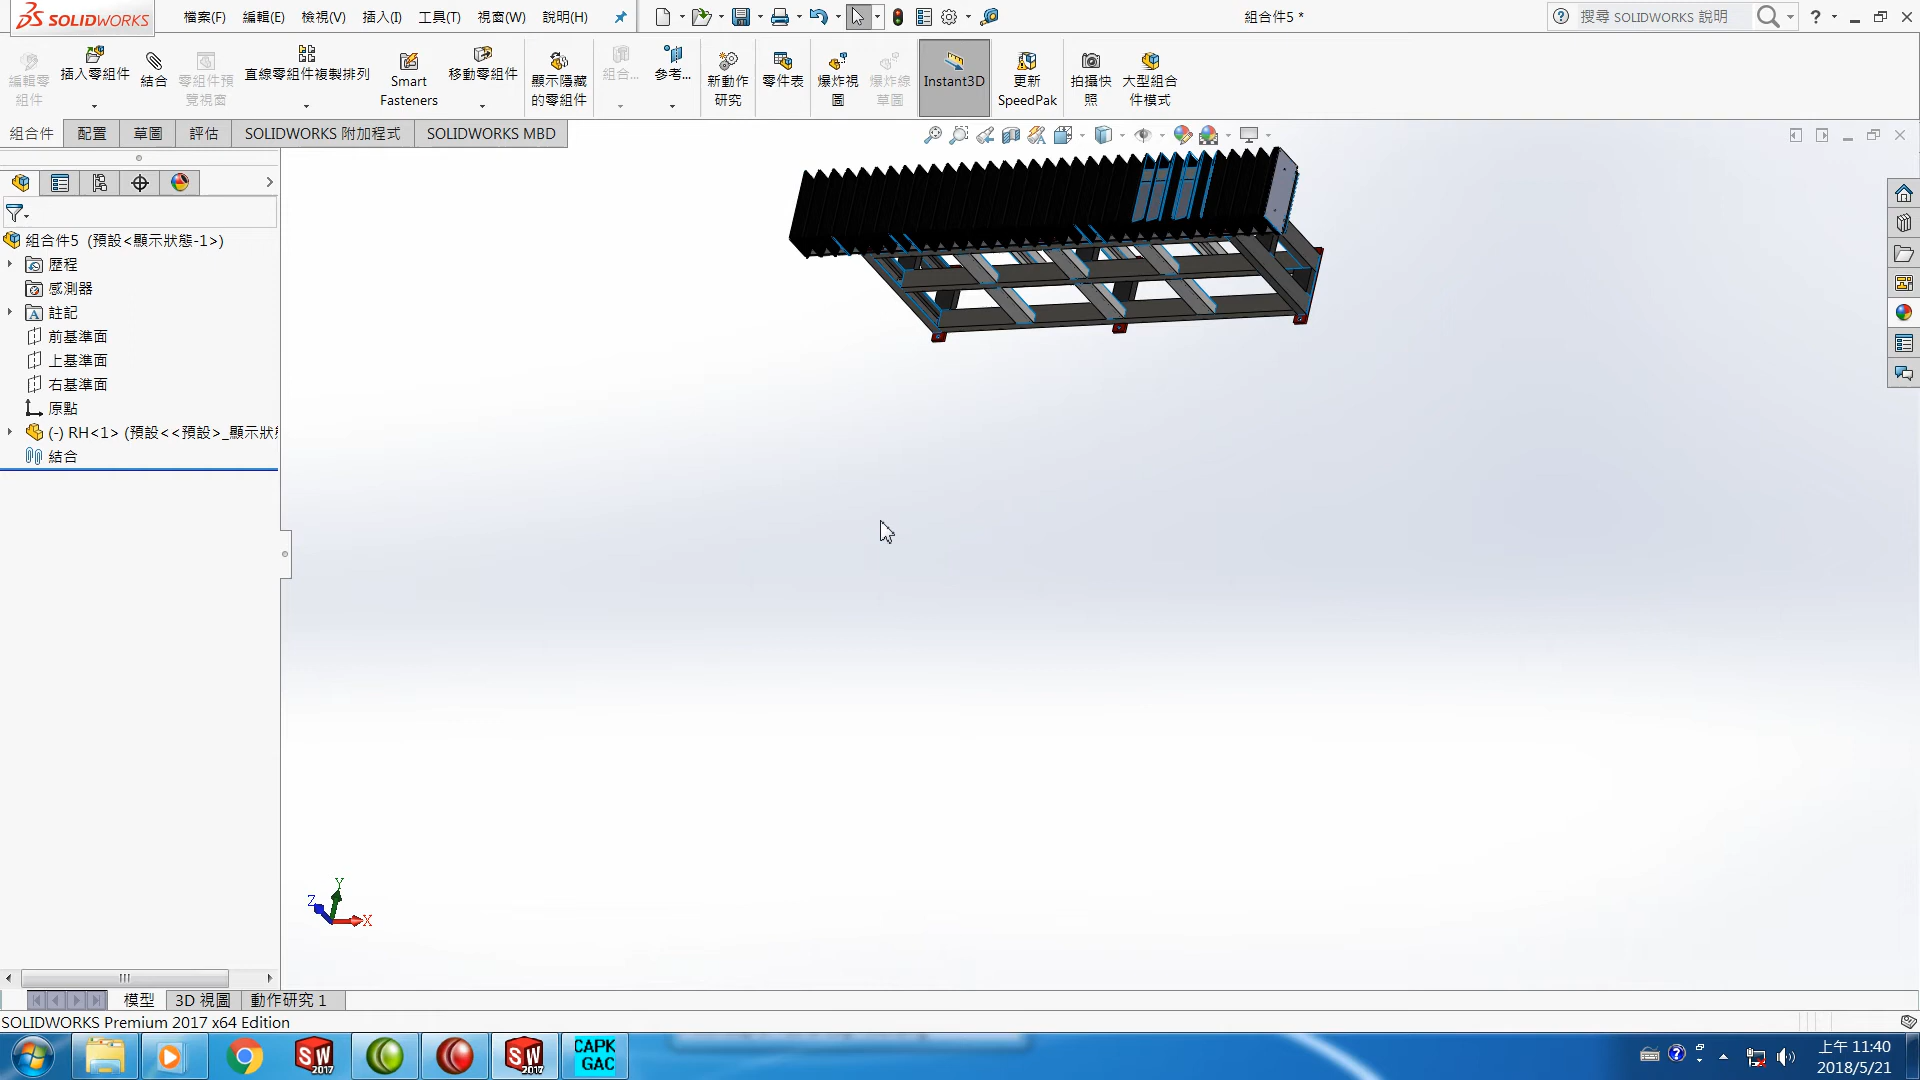 SOLIDWORKS
檔案(F) 編輯(E) 檢視(V) 插入(I) 工具(T) 視窗(W) 說明(H)
組合件5 *
搜尋 SOLIDWORKS 說明
編輯零組件
插入零組件
結合
零組件預覽視窗
直線零組件複製排列
Smart Fasteners
移動零組件
顯示隱藏的零組件
組合...
參考...
新動作研究
零件表
爆炸視圖
爆炸線草圖
Instant3D
更新 SpeedPak
拍攝快照
大型組合件模式
組合件 配置 草圖 評估 SOLIDWORKS 附加程式 SOLIDWORKS MBD
組合件5 (預設<顯示狀態-1>)
歷程
感測器
註記
前基準面
上基準面
右基準面
原點
(-) RH<1> (預設<<預設>_顯示狀
結合
Y
Z
X
模型 3D 視圖 動作研究 1
SOLIDWORKS Premium 2017 x64 Edition
SW 2017
SW 2017
CAPK
GAC
上午 11:40
2018/5/21